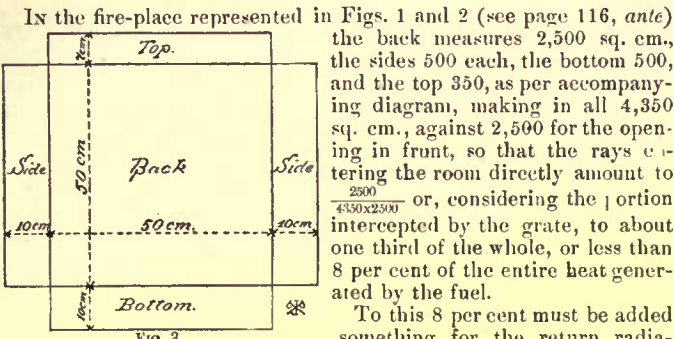 In the fire-place represented in Figs. 1 and 2 (see page 116, ante)
the back measures 2,500 sq. cm.,
the sides 500 each, the bottom 500,
and the top 350, as per accompany-
ing diagram, making in all 4,350
sq. cm., against 2,500 for the open-
ing in front, so that the rays
tering the room directly amount to
2500
4350x2500 or, considering the portion
intercepted by the grate, to about
one third of the whole, or less than
8 per cent of the entire heat gener-
ated by the fuel.
To this 8 per cent must be added
something for the return radia-
7cm
Top.
Side
50 cm
Back
Side
10cm
50 cm.
10cm
10cm
Bottom.
Fig. 3